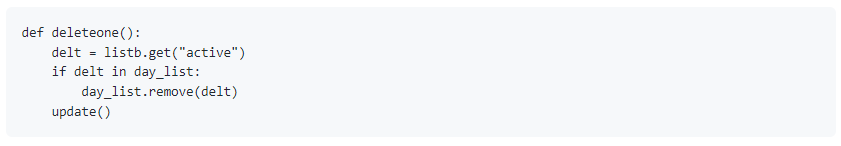 def deleteone():
    delt = listb.get("active")
    if delt in day_list:
        day_list.remove(delt)
    update()